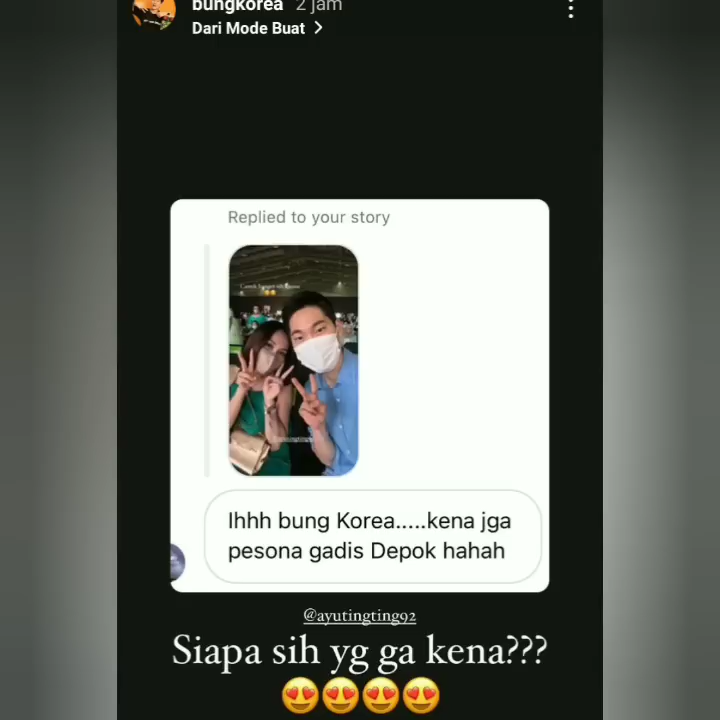 bungkorea 2 jam
Dari Mode Buat >
Replied to your story
Ihhh bung Korea.....kena jga
pesona gadis Depok hahah
@ayutingting92
Siapa sih yg ga kena???
😍😍😍😍